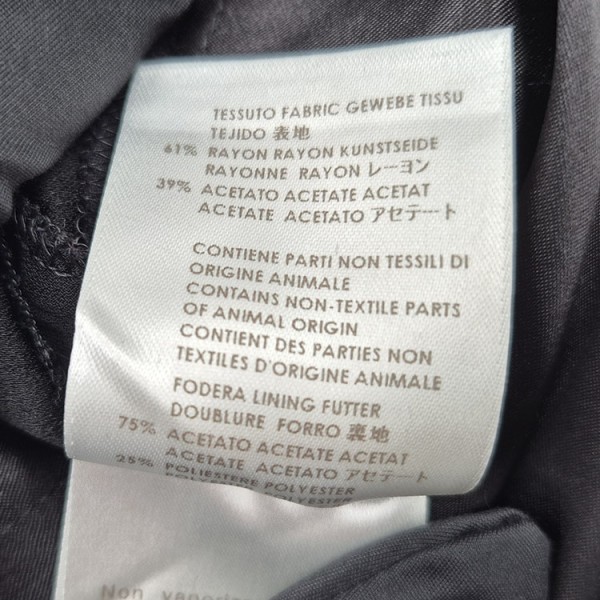 TESSUTO FABRIC GEWEBE TISSU
TEJIDO 表地
61% RAYON RAYON KUNSTSEIDE
RAYONNE RAYON レーヨン
39% ACETATO ACETATE ACETAT
ACETATE ACETATO アセテート
CONTIENE PARTI NON TESSILI DI
ORIGINE ANIMALE
CONTAINS NON-TEXTILE PARTS
OF ANIMAL ORIGIN
CONTIENT DES PARTIES NON
TEXTILES D'ORIGINE ANIMALE
FODERA LINING FUTTER
DOUBLURE FORRO 裏地
75% ACETATO ACETATE ACETAT
ACETATE ACETATO アセテート
25% POLIESTERE POLYESTER
Non